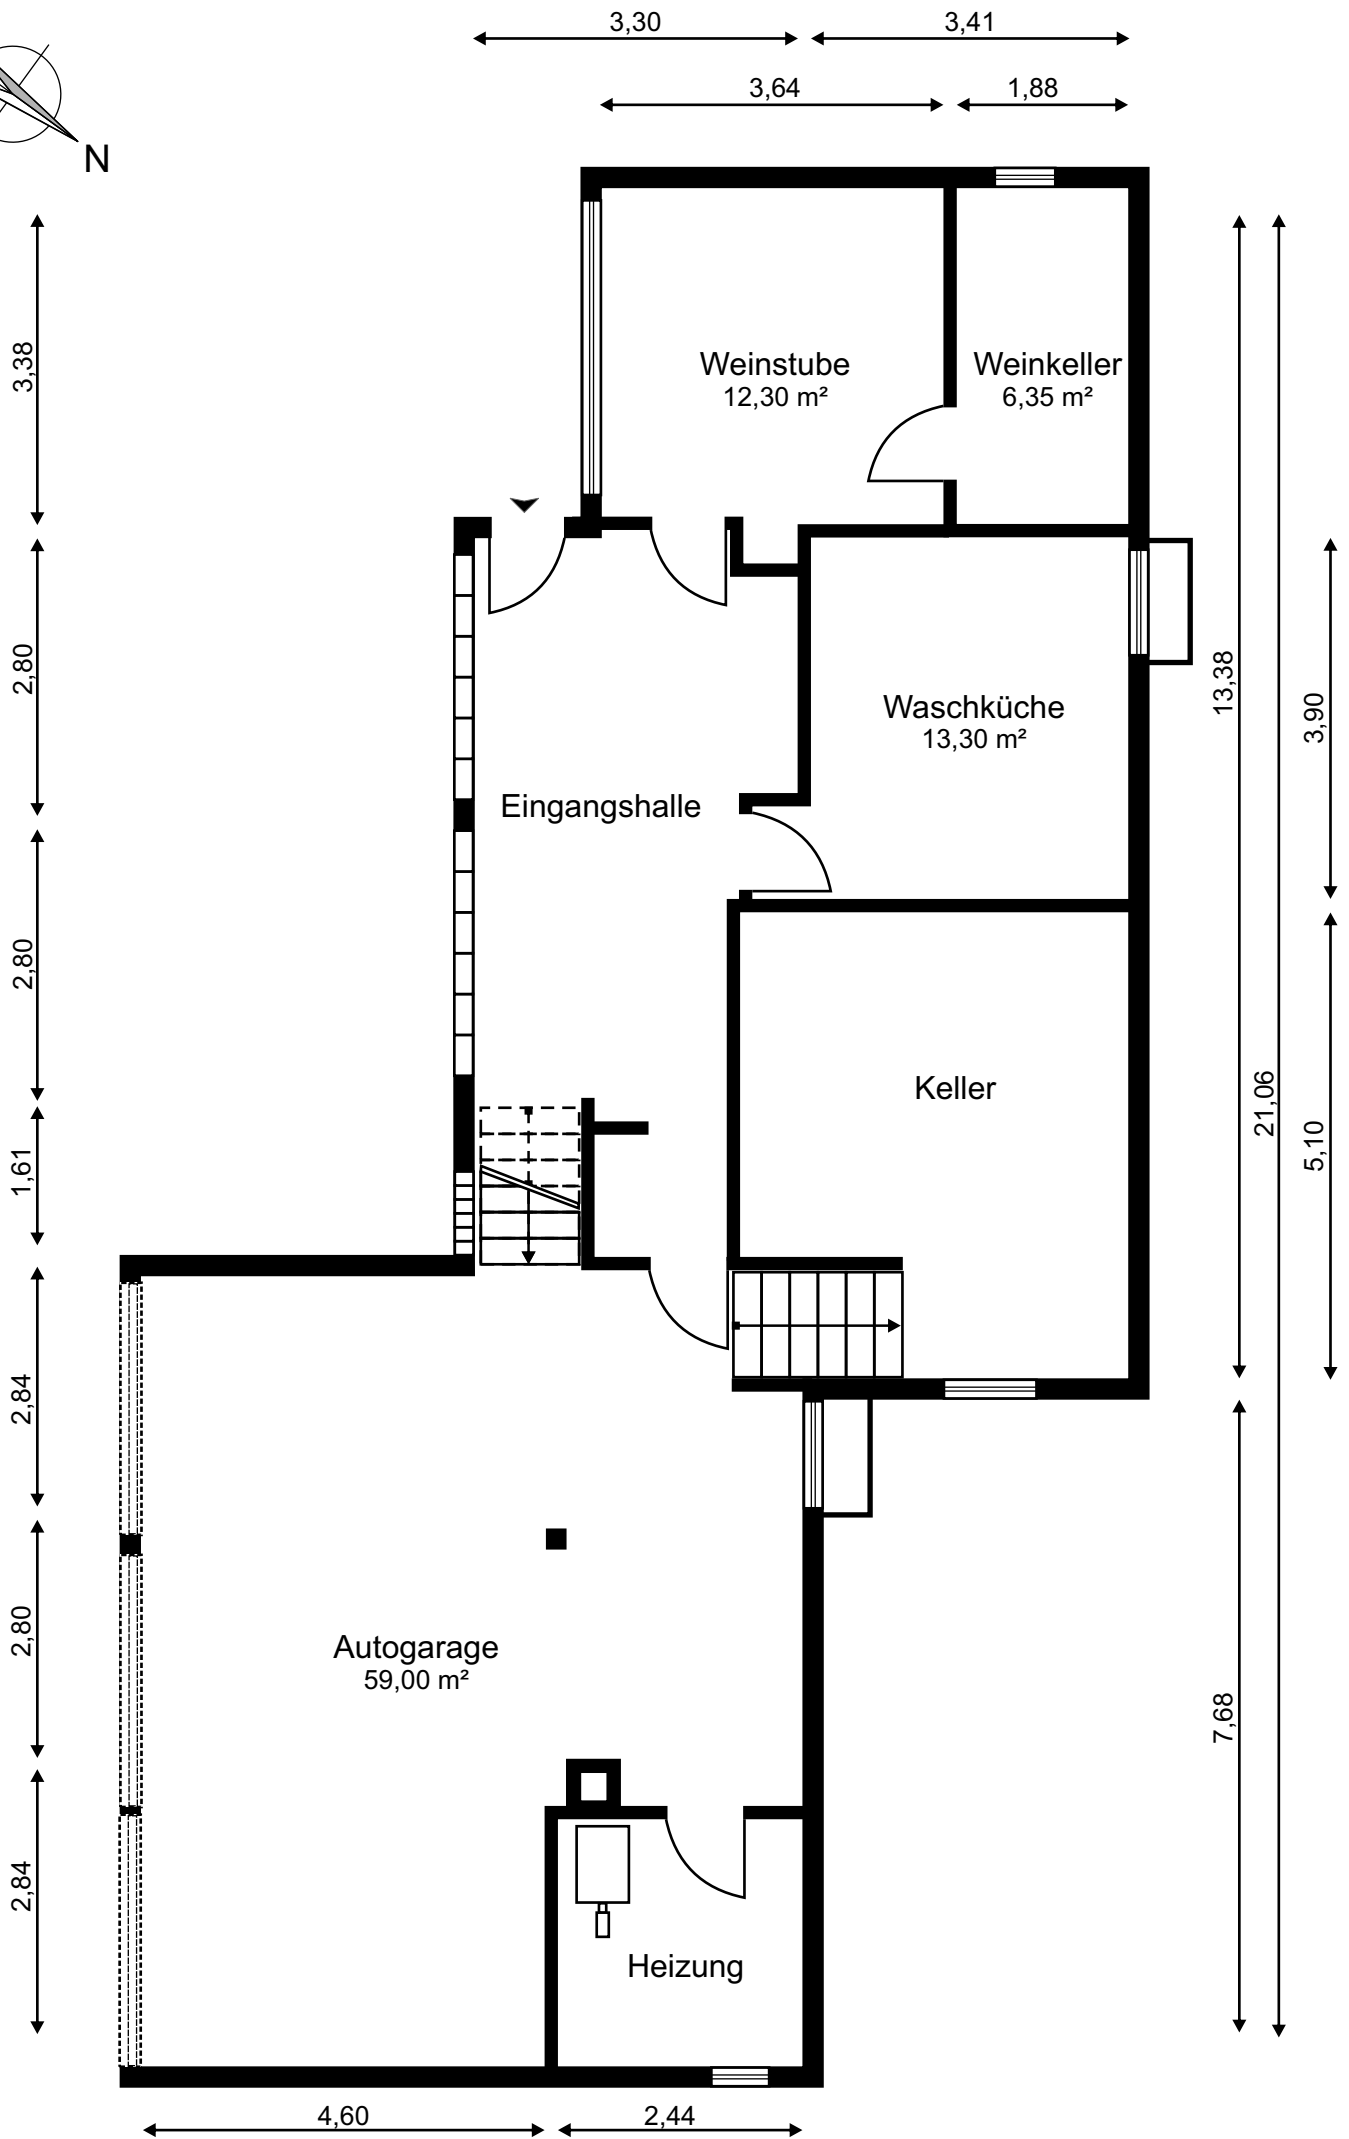 3,30
3,41
3,64
1,88
N
3,38
Weinstube
12,30 m²
Weinkeller
6,35 m²
2,80
13,38
3,90
Waschküche
13,30 m²
Eingangshalle
2,80
Keller
21,06
5,10
1,61
2,84
2,80
Autogarage
59,00 m²
7,68
2,84
Heizung
4,60
2,44